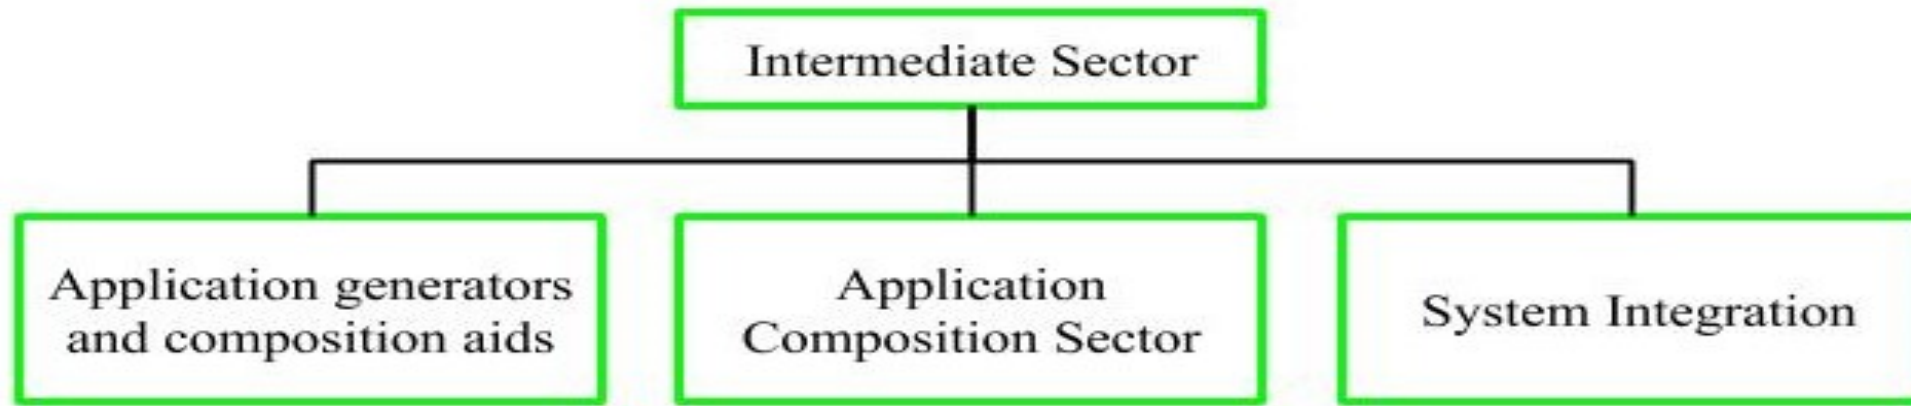 Intermediate Sector
Application generators
and composition aids
Application
Composition Sector
System Integration